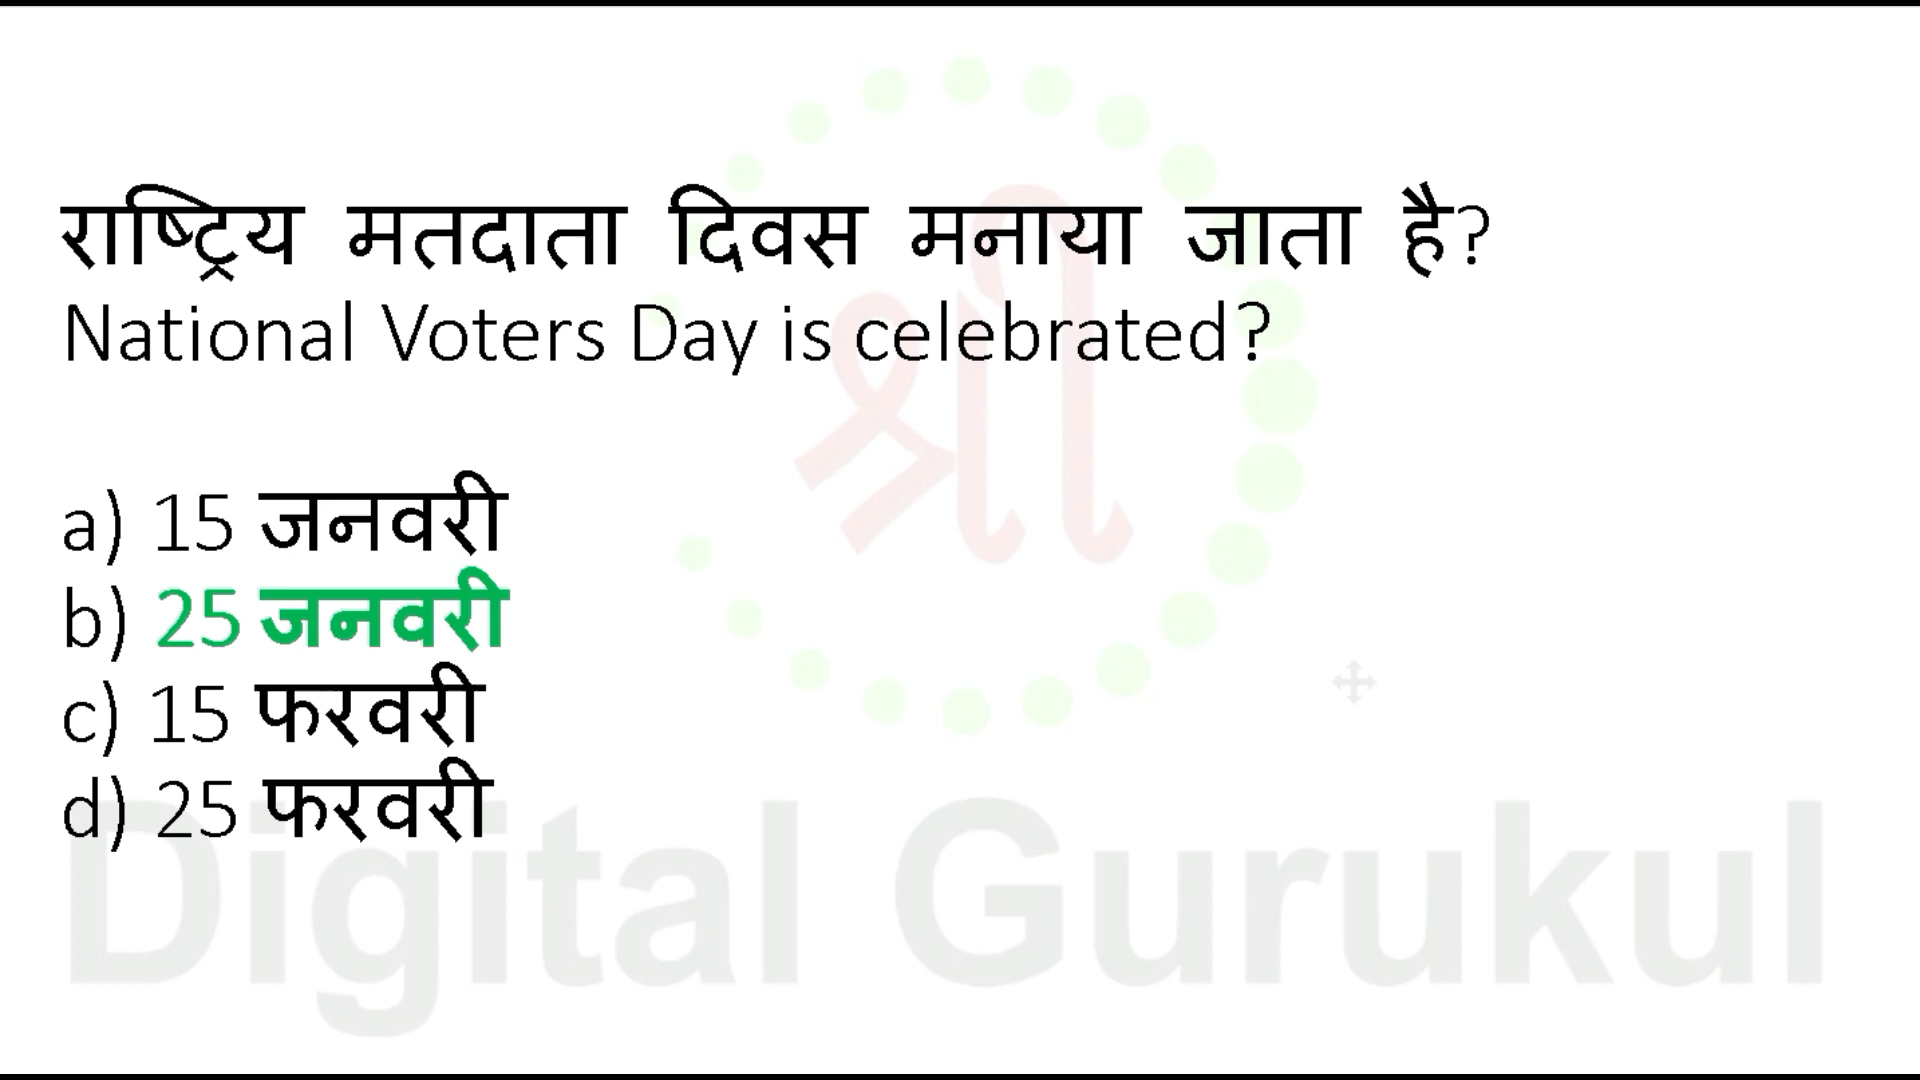 राष्ट्रिय मतदाता दिवस मनाया जाता है?
National Voters Day is celebrated?
a) 15 जनवरी
b) 25 जनवरी
c) 15 फरवरी
d) 25 फरवरी
श्री
Digital Gurukul